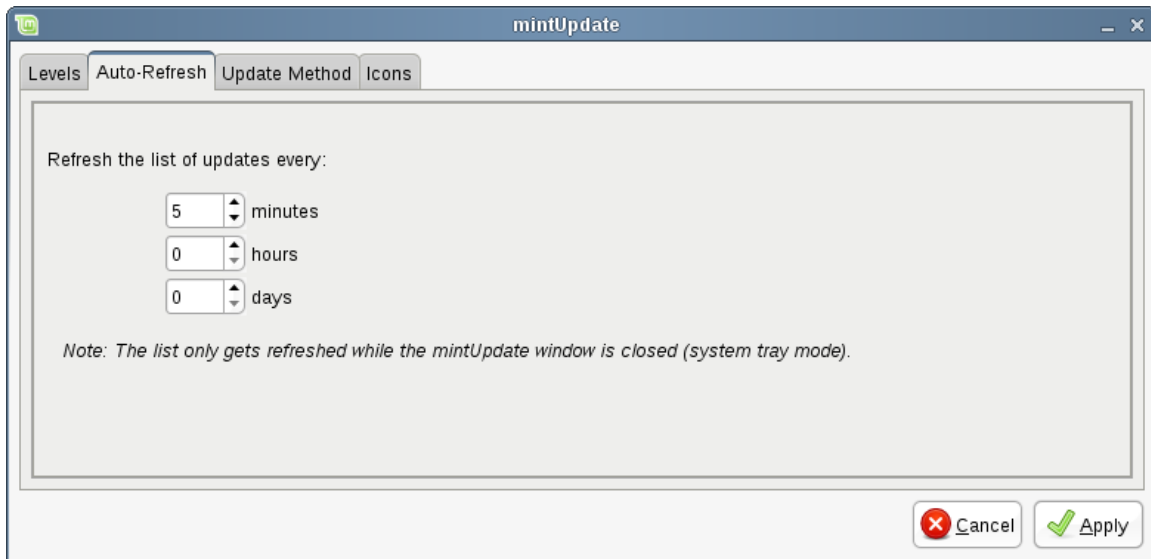 mintUpdate
Levels Auto-Refresh Update Method Icons
Refresh the list of updates every:
5 minutes
0 hours
0 days
Note: The list only gets refreshed while the mintUpdate window is closed (system tray mode).
Cancel Apply